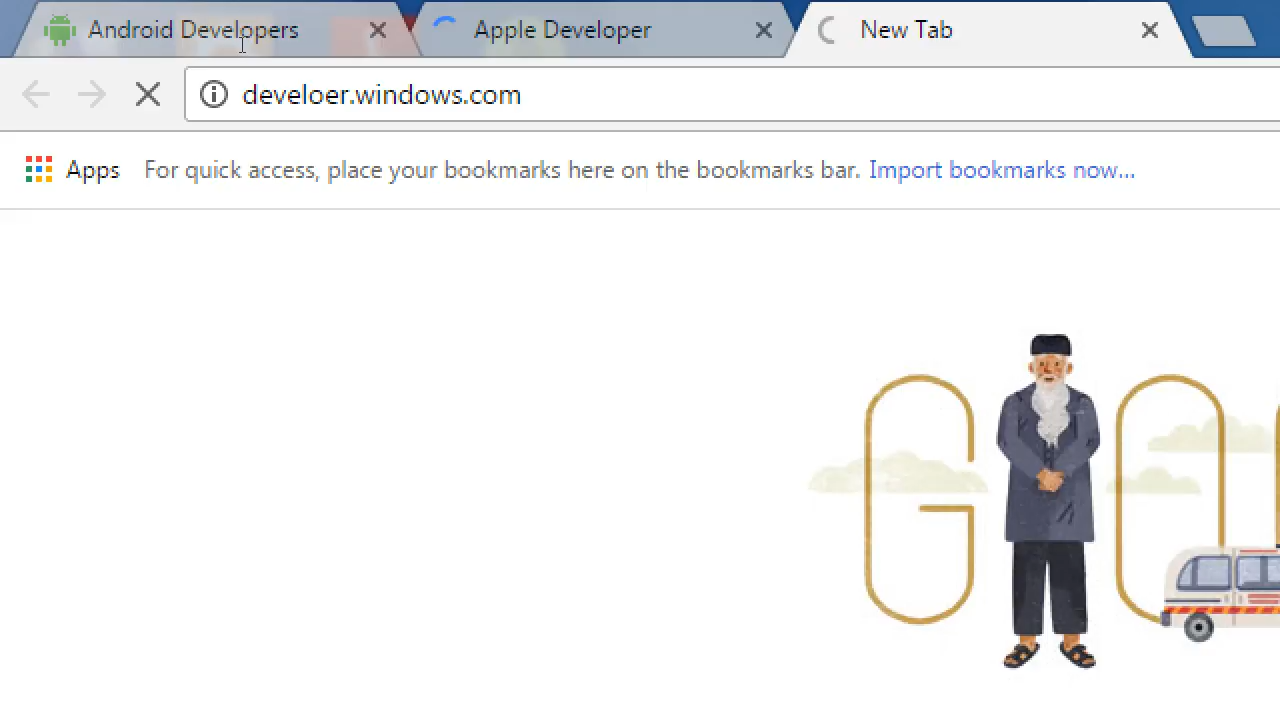 Android Developers Apple Developer New Tab
develoer.windows.com
Apps For quick access, place your bookmarks here on the bookmarks bar. Import bookmarks now...